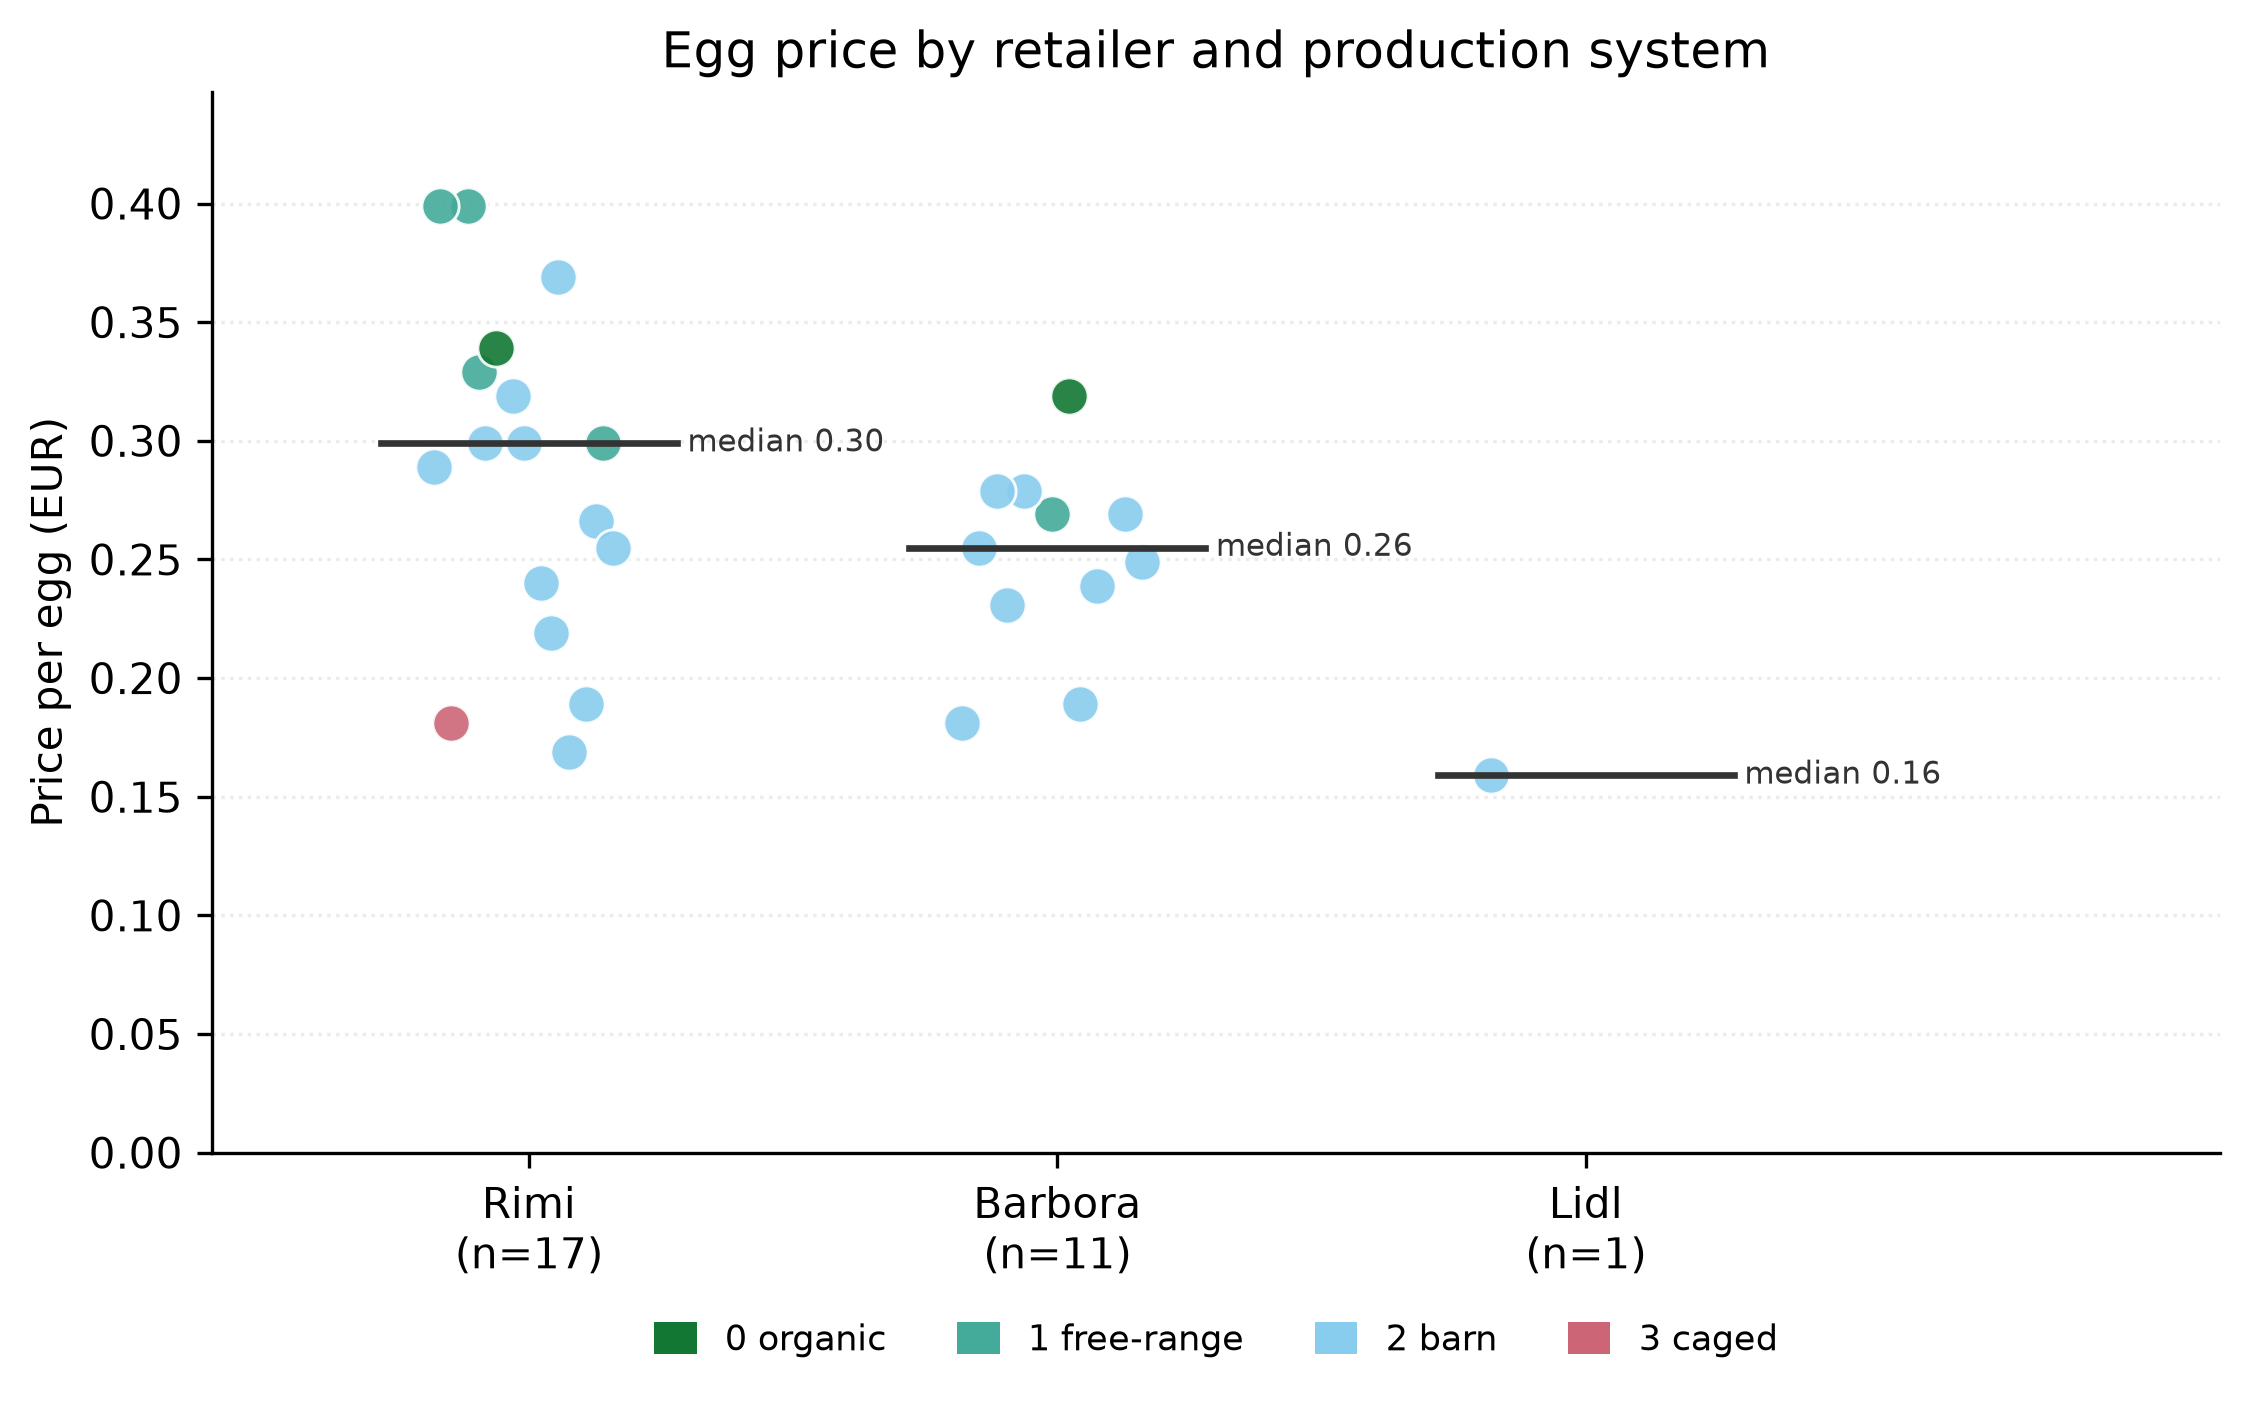 Egg price by retailer and production system
Price per egg (EUR)
0.40
0.35
0.30
0.25
0.20
0.15
0.10
0.05
0.00
median 0.30
median 0.26
median 0.16
Rimi
(n=17)
Barbora
(n=11)
Lidl
(n=1)
0 organic
1 free-range
2 barn
3 caged